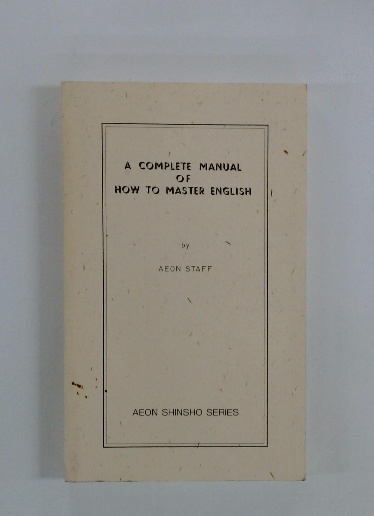 A COMPLETE MANUAL
OF
HOW TO MASTER ENGLISH
by
AEON STAFF
AEON SHINSHO SERIES